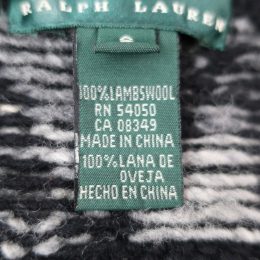 RALPH LAUREN
100% LAMBSWOOL
RN 54050
CA 08349
MADE IN CHINA
100% LANA DE
OVEJA
HECHO EN CHINA